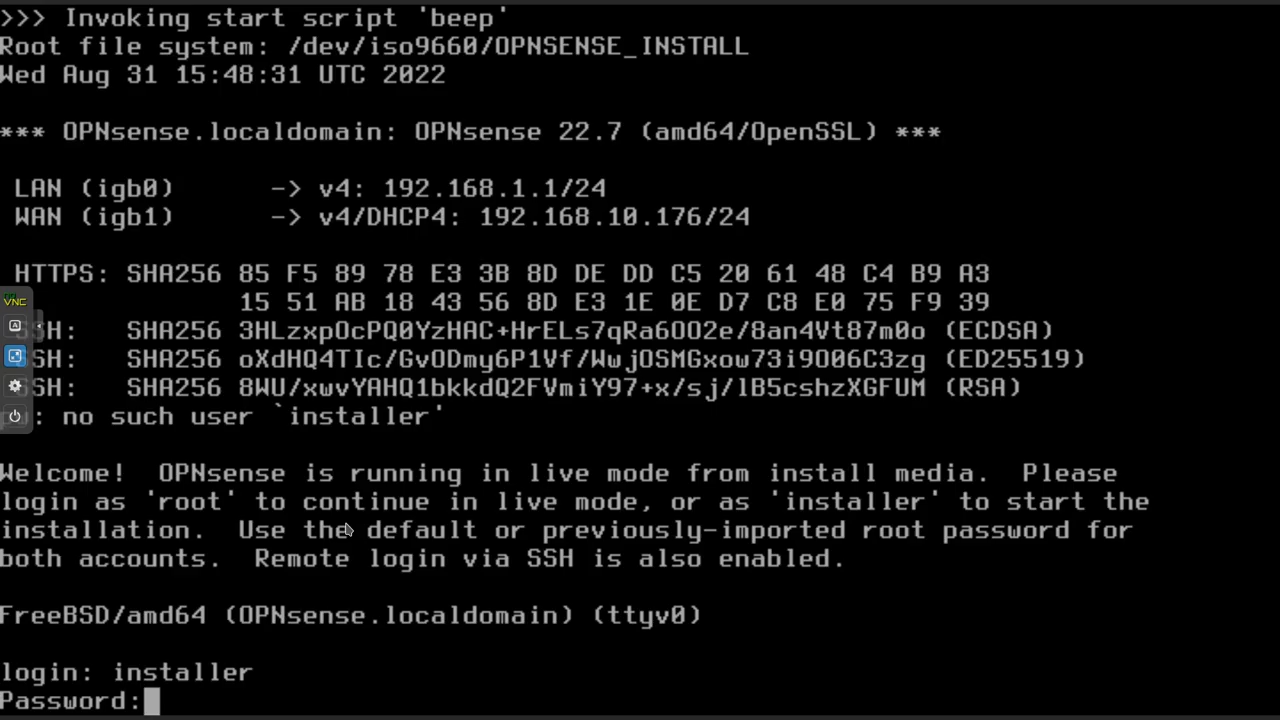 >>> Invoking start script 'beep'
Root file system: /dev/iso9660/OPNSENSE_INSTALL
Wed Aug 31 15:48:31 UTC 2022
*** OPNsense.localdomain: OPNsense 22.7 (amd64/OpenSSL) ***
LAN (igb0) -> v4: 192.168.1.1/24
WAN (igb1) -> v4/DHCP4: 192.168.10.176/24
HTTPS: SHA256 85 F5 89 78 E3 3B 8D DE DD C5 20 61 48 C4 B9 A3
15 51 AB 18 43 56 8D E3 1E 0E D7 C8 E0 75 F9 39
VNC
SSH: SHA256 3HLzxpOcPQ0YzHAC+HrELs7qRa6OO2e/8an4Vt87m0o (ECDSA)
SSH: SHA256 oXdHQ4TIc/GvODmy6P1Vf/WwjOSMGxow73i9O06C3zg (ED25519)
SSH: SHA256 8WU/xwvYAHQ1bkkdQ2FVmiY97+x/sj/lB5cshzXGFUM (RSA)
: no such user `installer'
Welcome! OPNsense is running in live mode from install media. Please
login as 'root' to continue in live mode, or as 'installer' to start the
installation. Use the default or previously-imported root password for
both accounts. Remote login via SSH is also enabled.
FreeBSD/amd64 (OPNsense.localdomain) (ttyv0)
login: installer
Password: